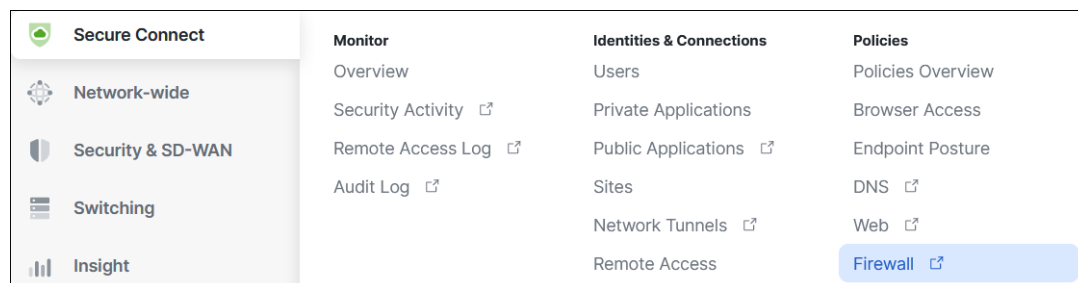 Secure Connect
Network-wide
Security & SD-WAN
Switching
Insight
Monitor
Overview
Security Activity
Remote Access Log
Audit Log
Identities & Connections
Users
Private Applications
Public Applications
Sites
Network Tunnels
Remote Access
Policies
Policies Overview
Browser Access
Endpoint Posture
DNS
Web
Firewall